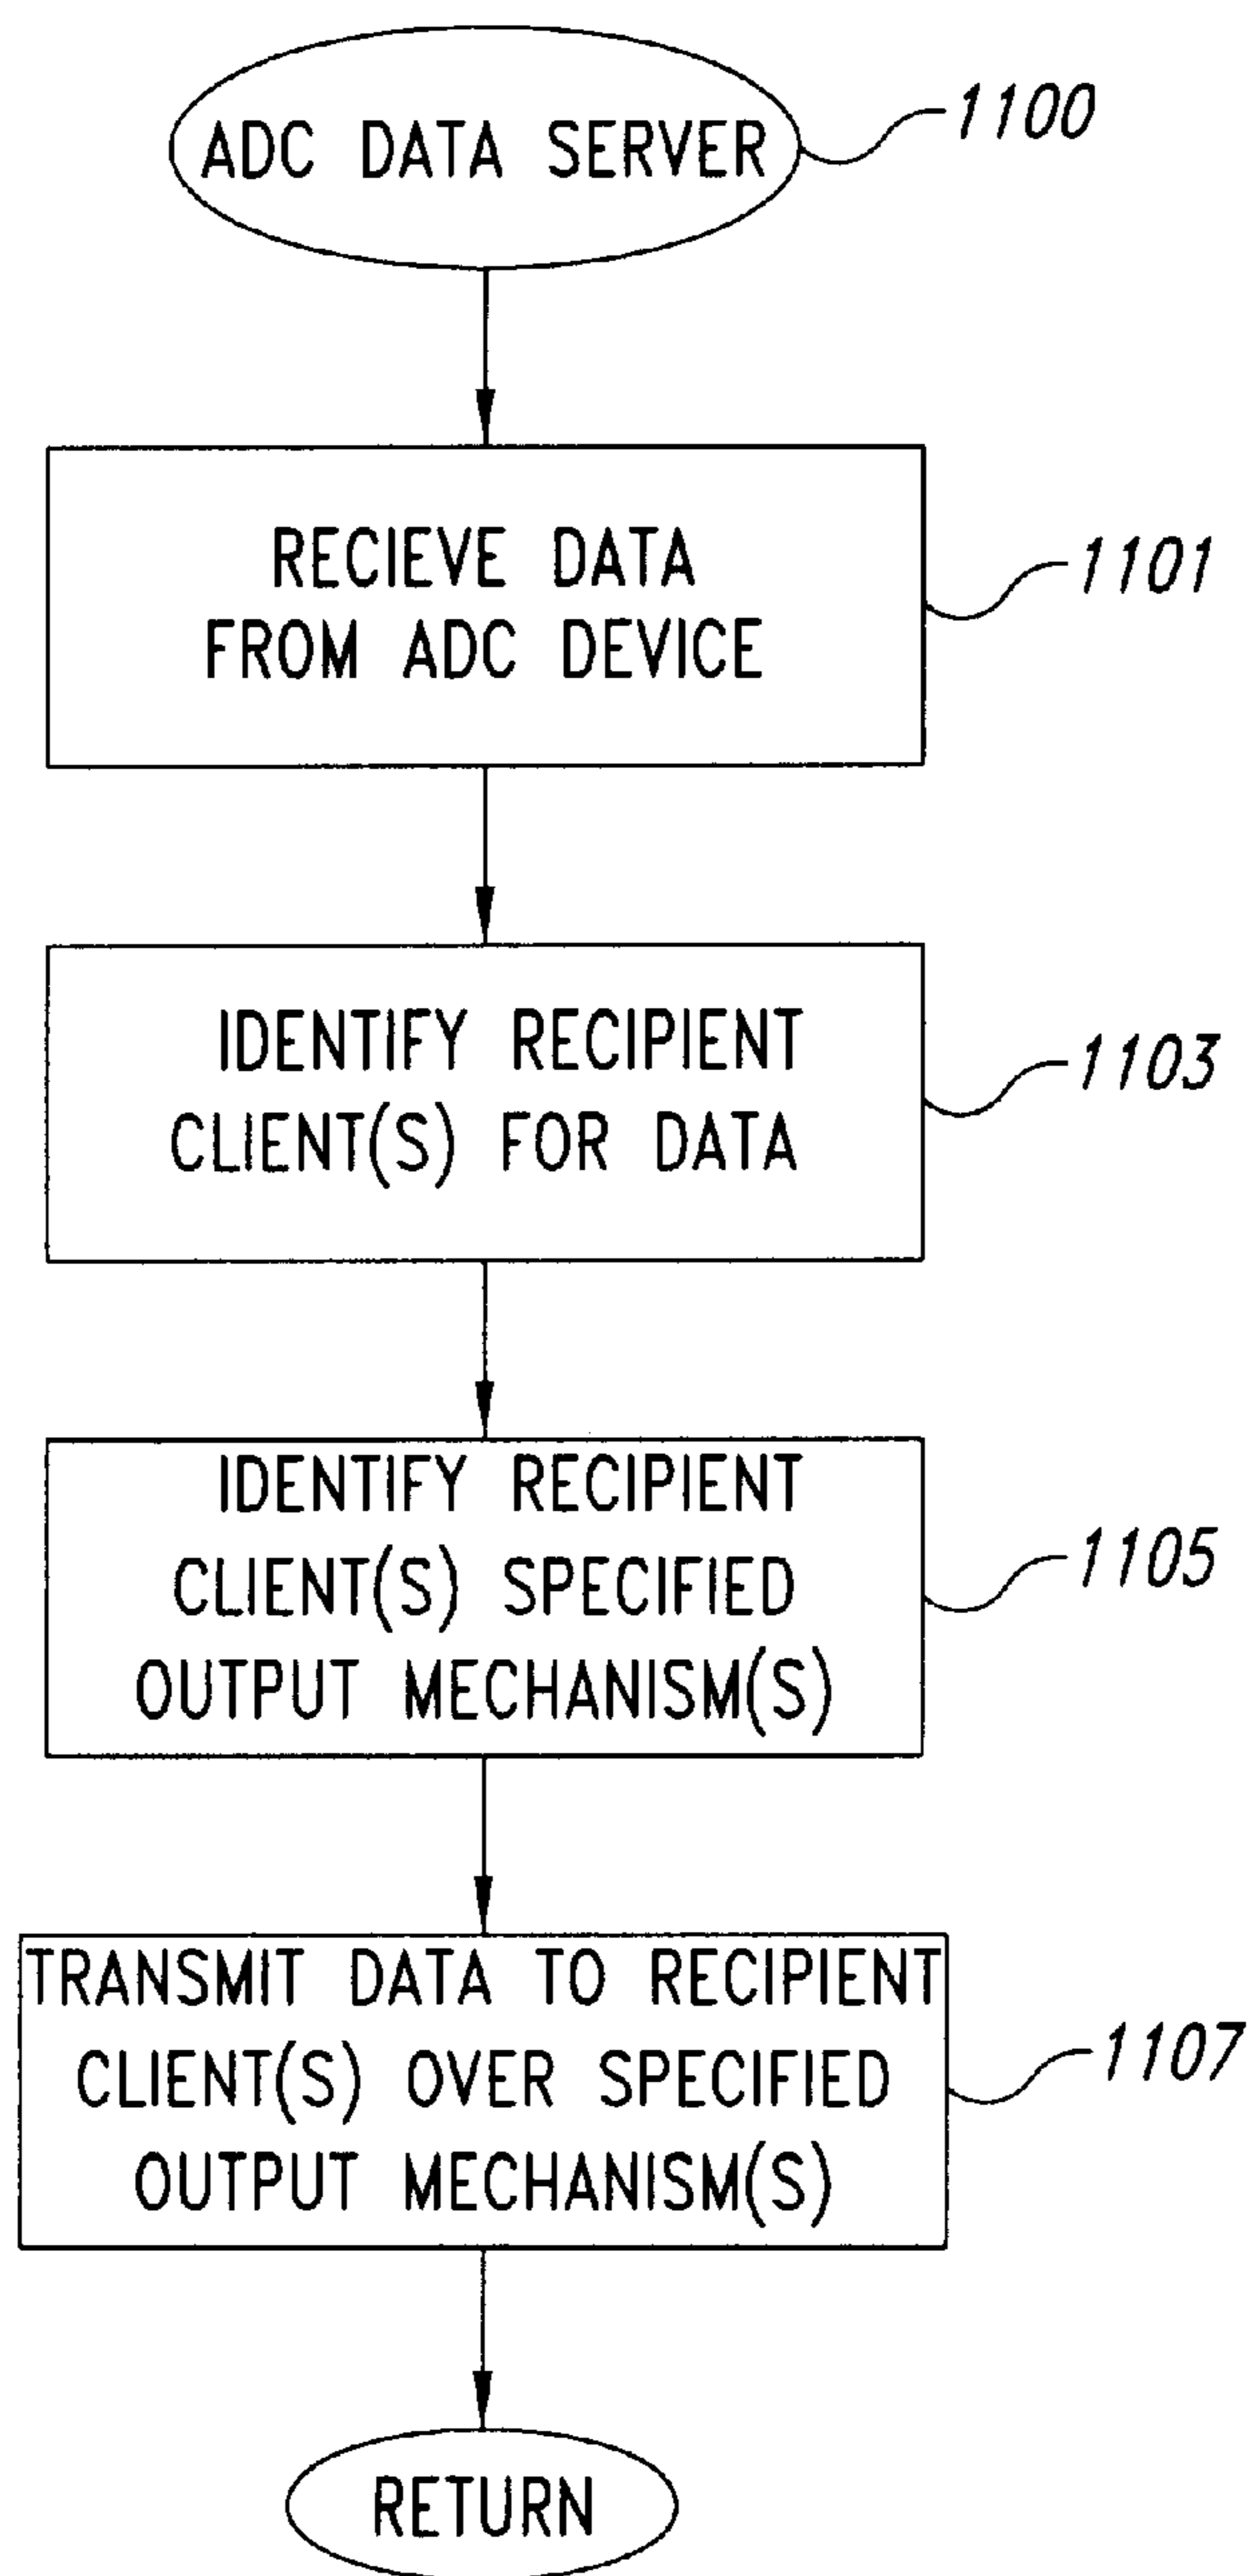 ADC DATA SERVER
1100
RECIEVE DATA
FROM ADC DEVICE
1101
IDENTIFY RECIPIENT
CLIENT(S) FOR DATA
1103
IDENTIFY RECIPIENT
CLIENT(S) SPECIFIED
OUTPUT MECHANISM(S)
1105
TRANSMIT DATA TO RECIPIENT
CLIENT(S) OVER SPECIFIED
OUTPUT MECHANISM(S)
1107
RETURN